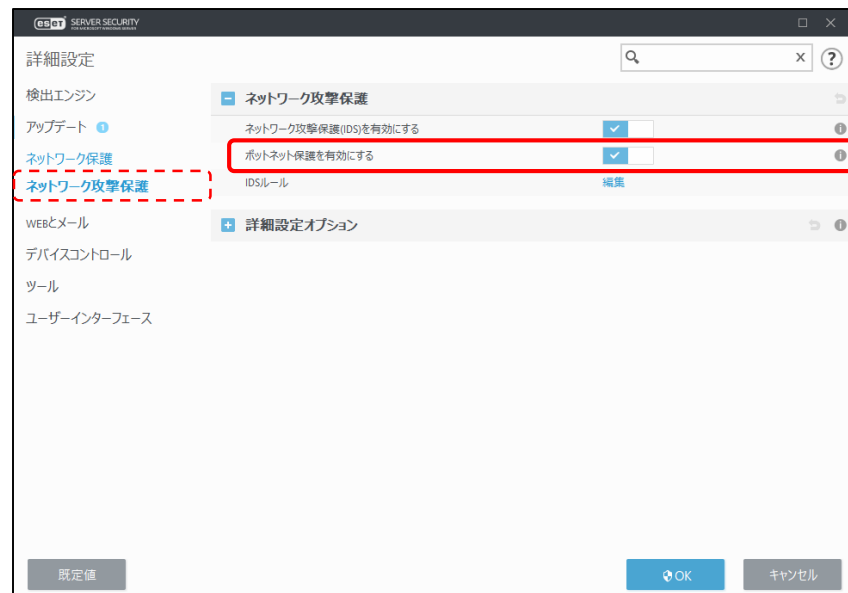 eset SERVER SECURITY
FOR MICROSOFT WINDOWS SERVER
詳細設定
検出エンジン
アップデート 1
ネットワーク保護
ネットワーク攻撃保護
WEBとメール
デバイスコントロール
ツール
ユーザーインターフェース
ネットワーク攻撃保護
ネットワーク攻撃保護(IDS)を有効にする
ボットネット保護を有効にする
IDSルール 編集
詳細設定オプション
既定値 OK キャンセル